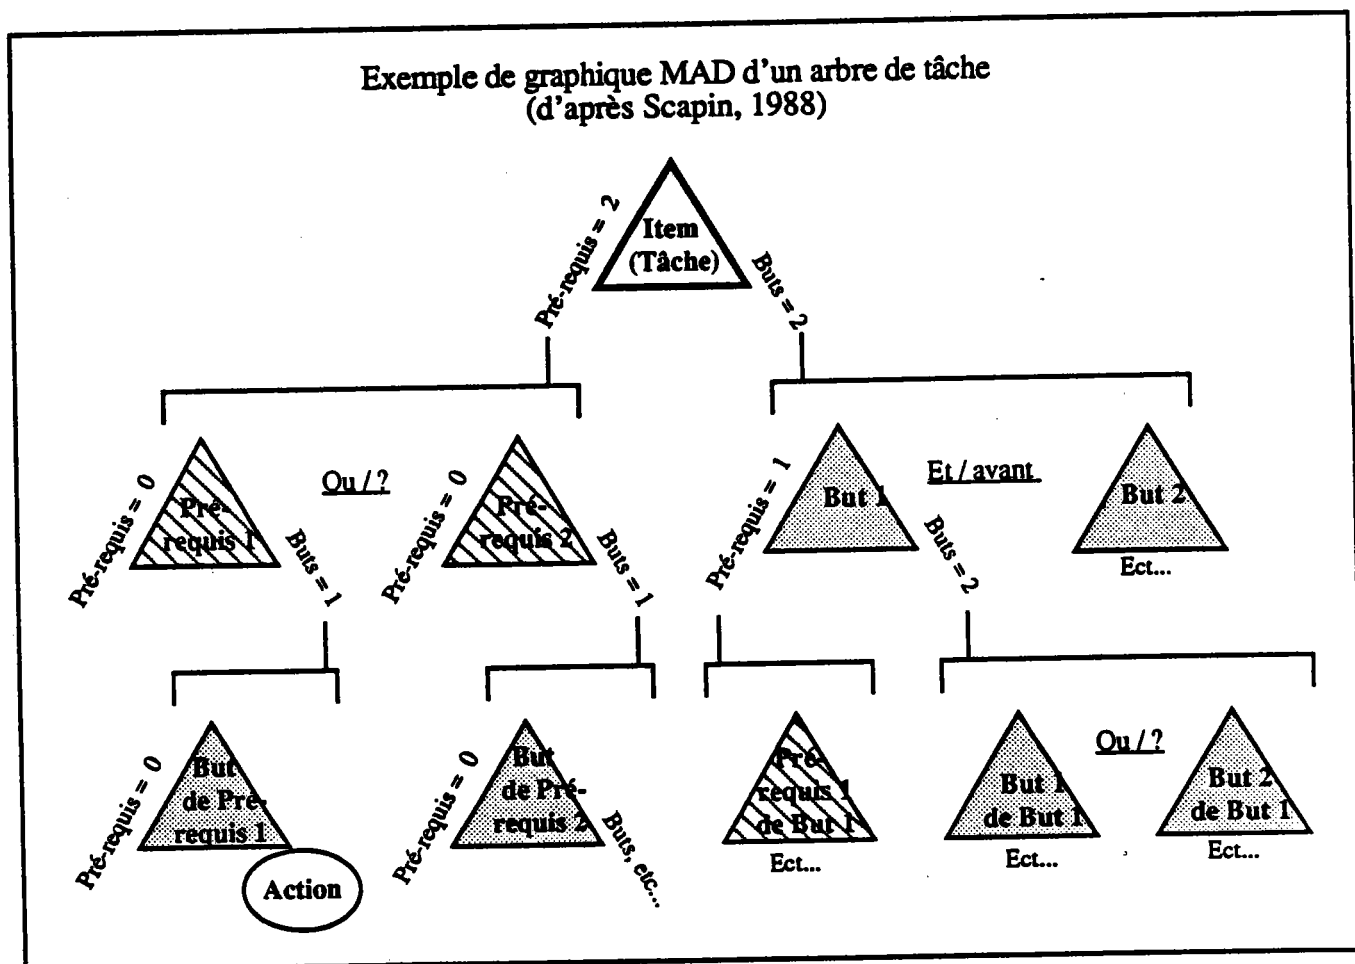 Exemple de graphique MAD d'un arbre de tâche
(d'après Scapin, 1988)
Pré-requis = 2
Item
(Tâche)
Buts = 2
Pré-requis = 0
Pré-
requis 1
Buts = 1
Ou / ?
Pré-requis = 0
Pré-
requis 2
Buts = 1
Pré-requis = 1
But 1
Buts = 2
Et / avant
But 2
Ect...
Pré-requis = 0
But
de Pré-
requis 1
Action
Pré-requis = 0
But
de Pré-
requis 2
Buts, etc...
Pré-
requis 1
de But 1
Ect...
But 1
de But 1
Ect...
Ou / ?
But 2
de But 1
Ect...